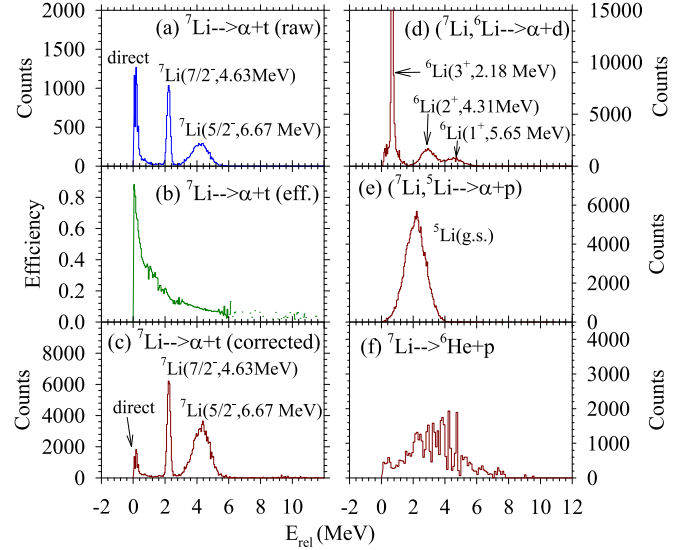 (a) ⁷Li-->α+t (raw)
direct
⁷Li(7/2⁻,4.63MeV)
⁷Li(5/2⁻,6.67 MeV)
Counts
2000
1500
1000
500
0
(b) ⁷Li-->α+t (eff.)
Efficiency
0.8
0.6
0.4
0.2
0.0
(c) ⁷Li-->α+t (corrected)
⁷Li(7/2⁻,4.63MeV)
direct
⁷Li(5/2⁻,6.67 MeV)
Counts
8000
6000
4000
2000
0
-2 0 2 4 6 8 10
(d) (⁷Li,⁶Li-->α+d)
⁶Li(3⁺,2.18 MeV)
⁶Li(2⁺,4.31MeV)
⁶Li(1⁺,5.65 MeV)
15000
10000
5000
0
Counts
(e) (⁷Li,⁵Li-->α+p)
⁵Li(g.s.)
6000
4000
2000
0
Counts
(f) ⁷Li-->⁶He+p
4000
3000
2000
1000
0
Counts
-2 0 2 4 6 8 10 12
E_rel (MeV)